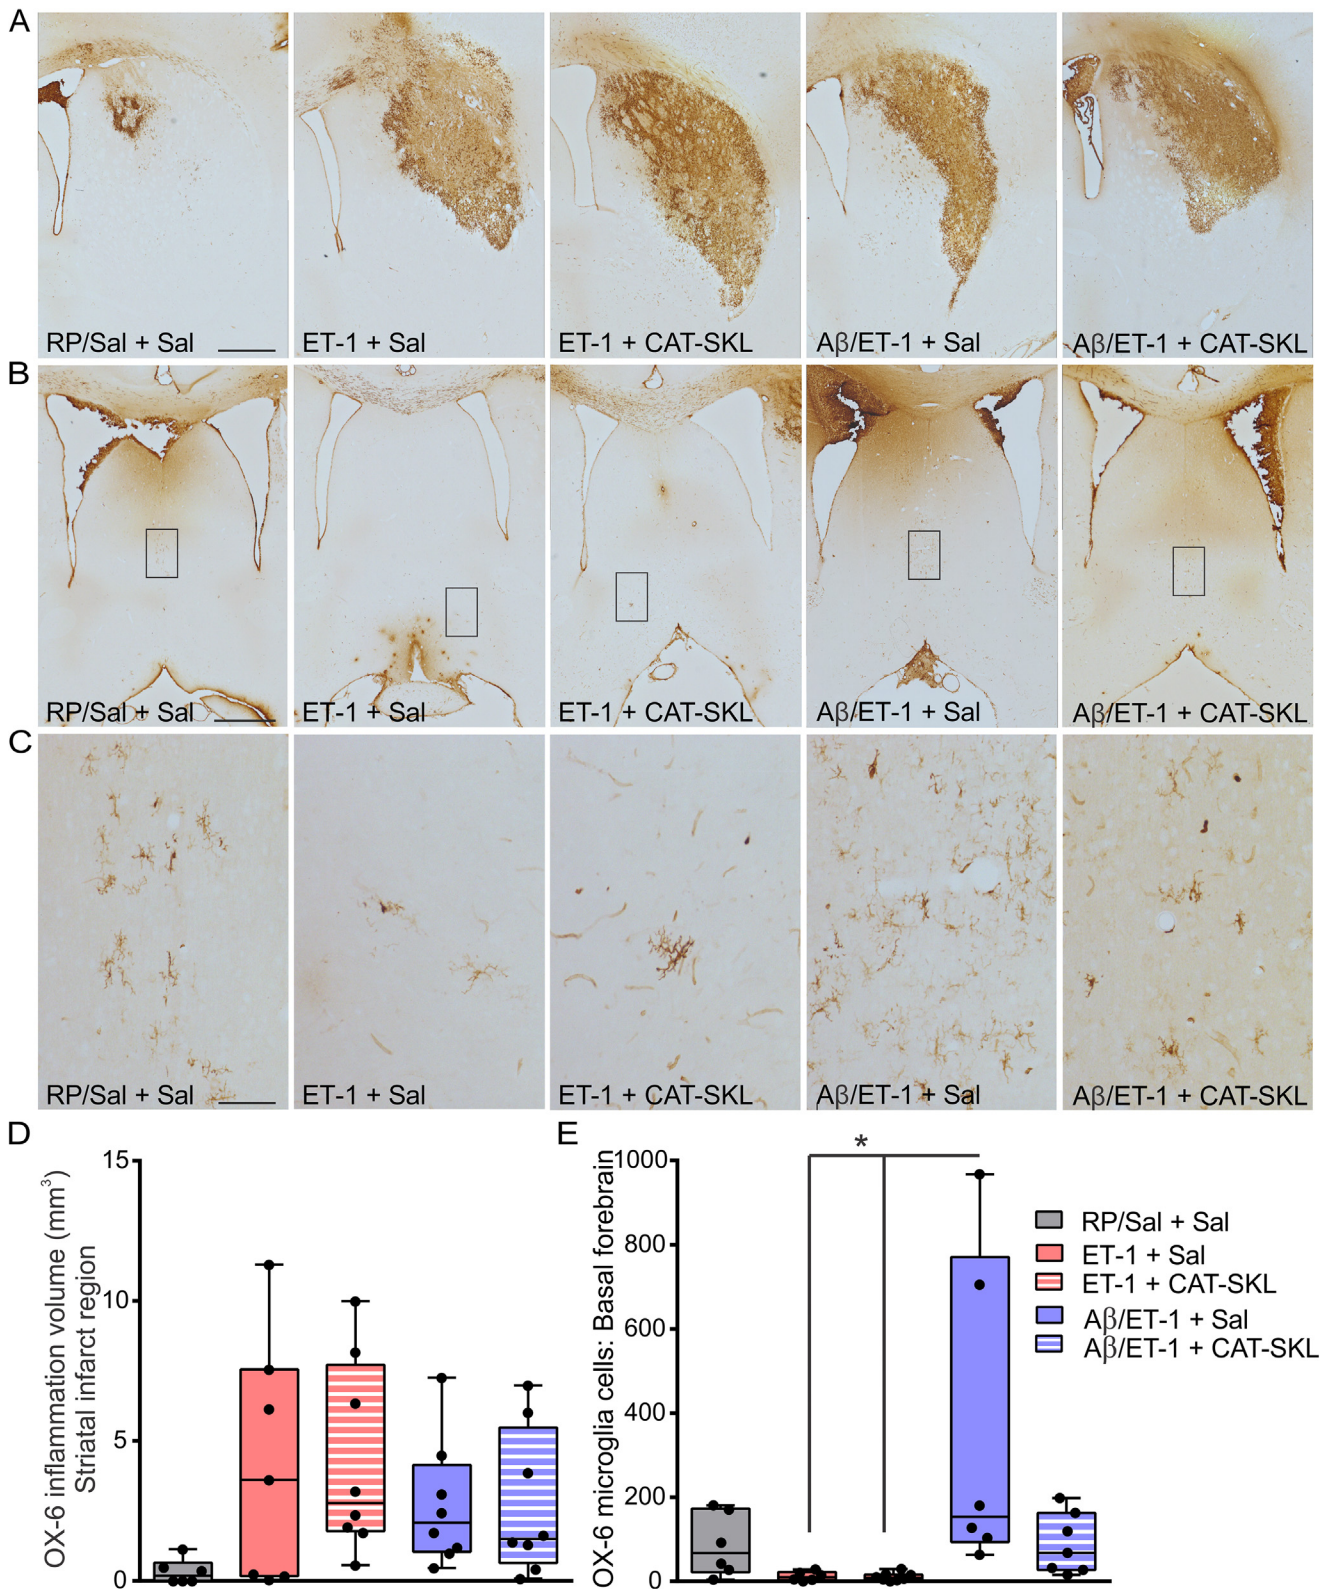 A
RP/Sal + Sal
ET-1 + Sal
ET-1 + CAT-SKL
Aβ/ET-1 + Sal
Aβ/ET-1 + CAT-SKL
B
RP/Sal + Sal
ET-1 + Sal
ET-1 + CAT-SKL
Aβ/ET-1 + Sal
Aβ/ET-1 + CAT-SKL
C
RP/Sal + Sal
ET-1 + Sal
ET-1 + CAT-SKL
Aβ/ET-1 + Sal
Aβ/ET-1 + CAT-SKL
D
OX-6 inflammation volume (mm³)
Striatal infarct region
15
10
5
0
E
OX-6 microglia cells: Basal forebrain
1000
800
600
400
200
0
*
RP/Sal + Sal
ET-1 + Sal
ET-1 + CAT-SKL
Aβ/ET-1 + Sal
Aβ/ET-1 + CAT-SKL